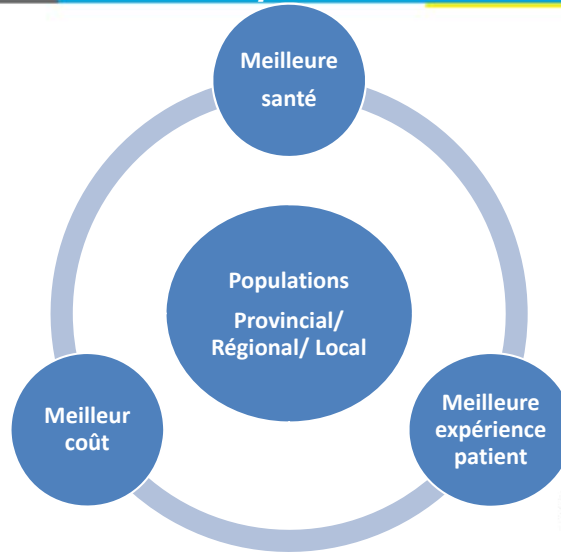 Meilleure
santé
Populations
Provincial/
Régional/ Local
Meilleur
coût
Meilleure
expérience
patient